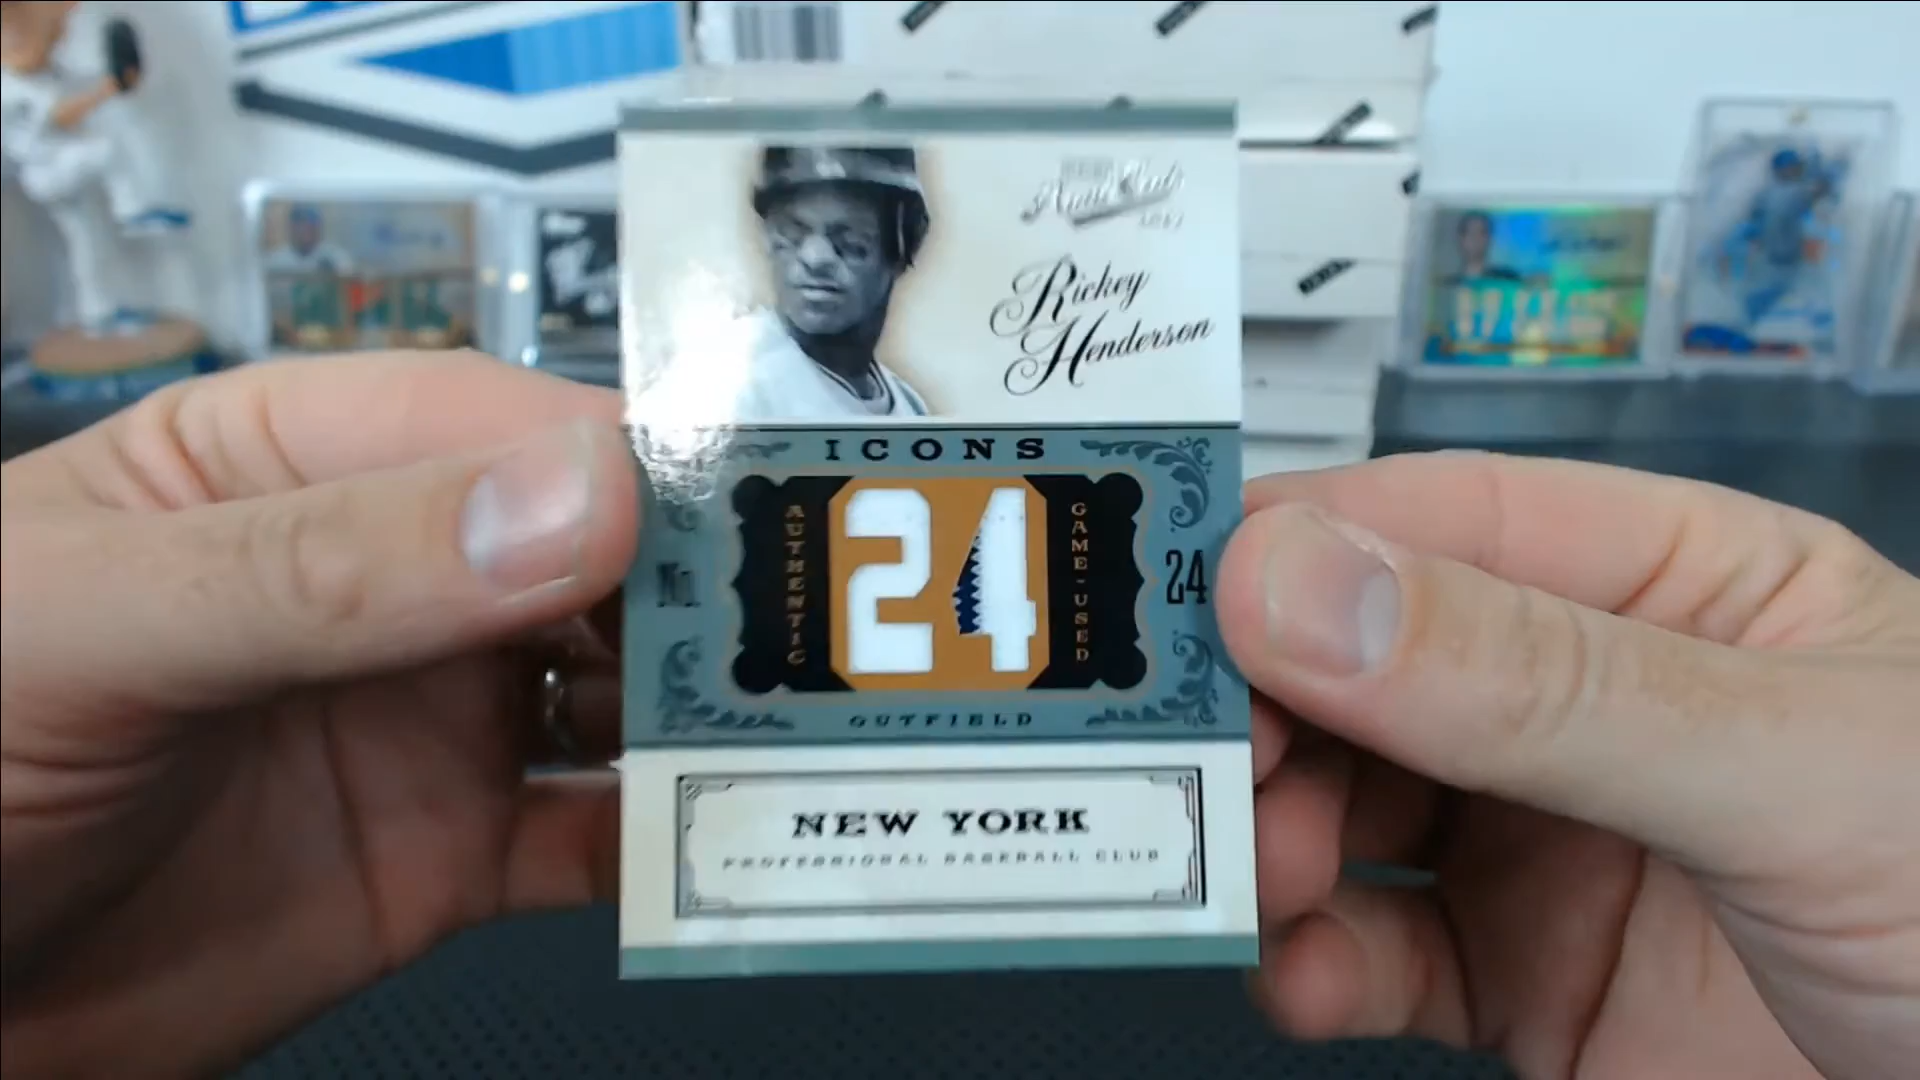 Rickey
Henderson
ICONS
AUTHENTIC
24
GAME-USED
No.
24
OUTFIELD
NEW YORK
PROFESSIONAL BASEBALL CLUB